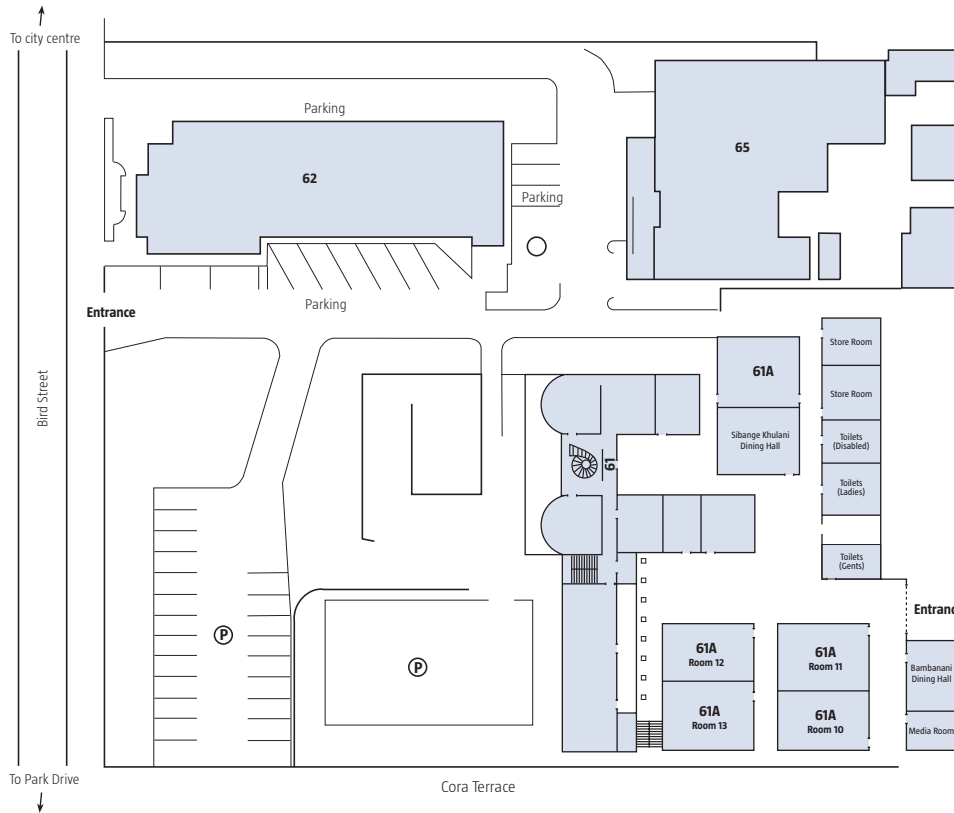 To city centre
Parking
62
65
Parking
Parking
Entrance
Bird Street
61A
Sibange Khulani
Dining Hall
Store Room
Store Room
Toilets
(Disabled)
Toilets
(Ladies)
Toilets
(Gents)
61
Entranc
P
P
61A
Room 12
61A
Room 13
61A
Room 11
61A
Room 10
Bambanani
Dining Hall
Media Room
To Park Drive
Cora Terrace